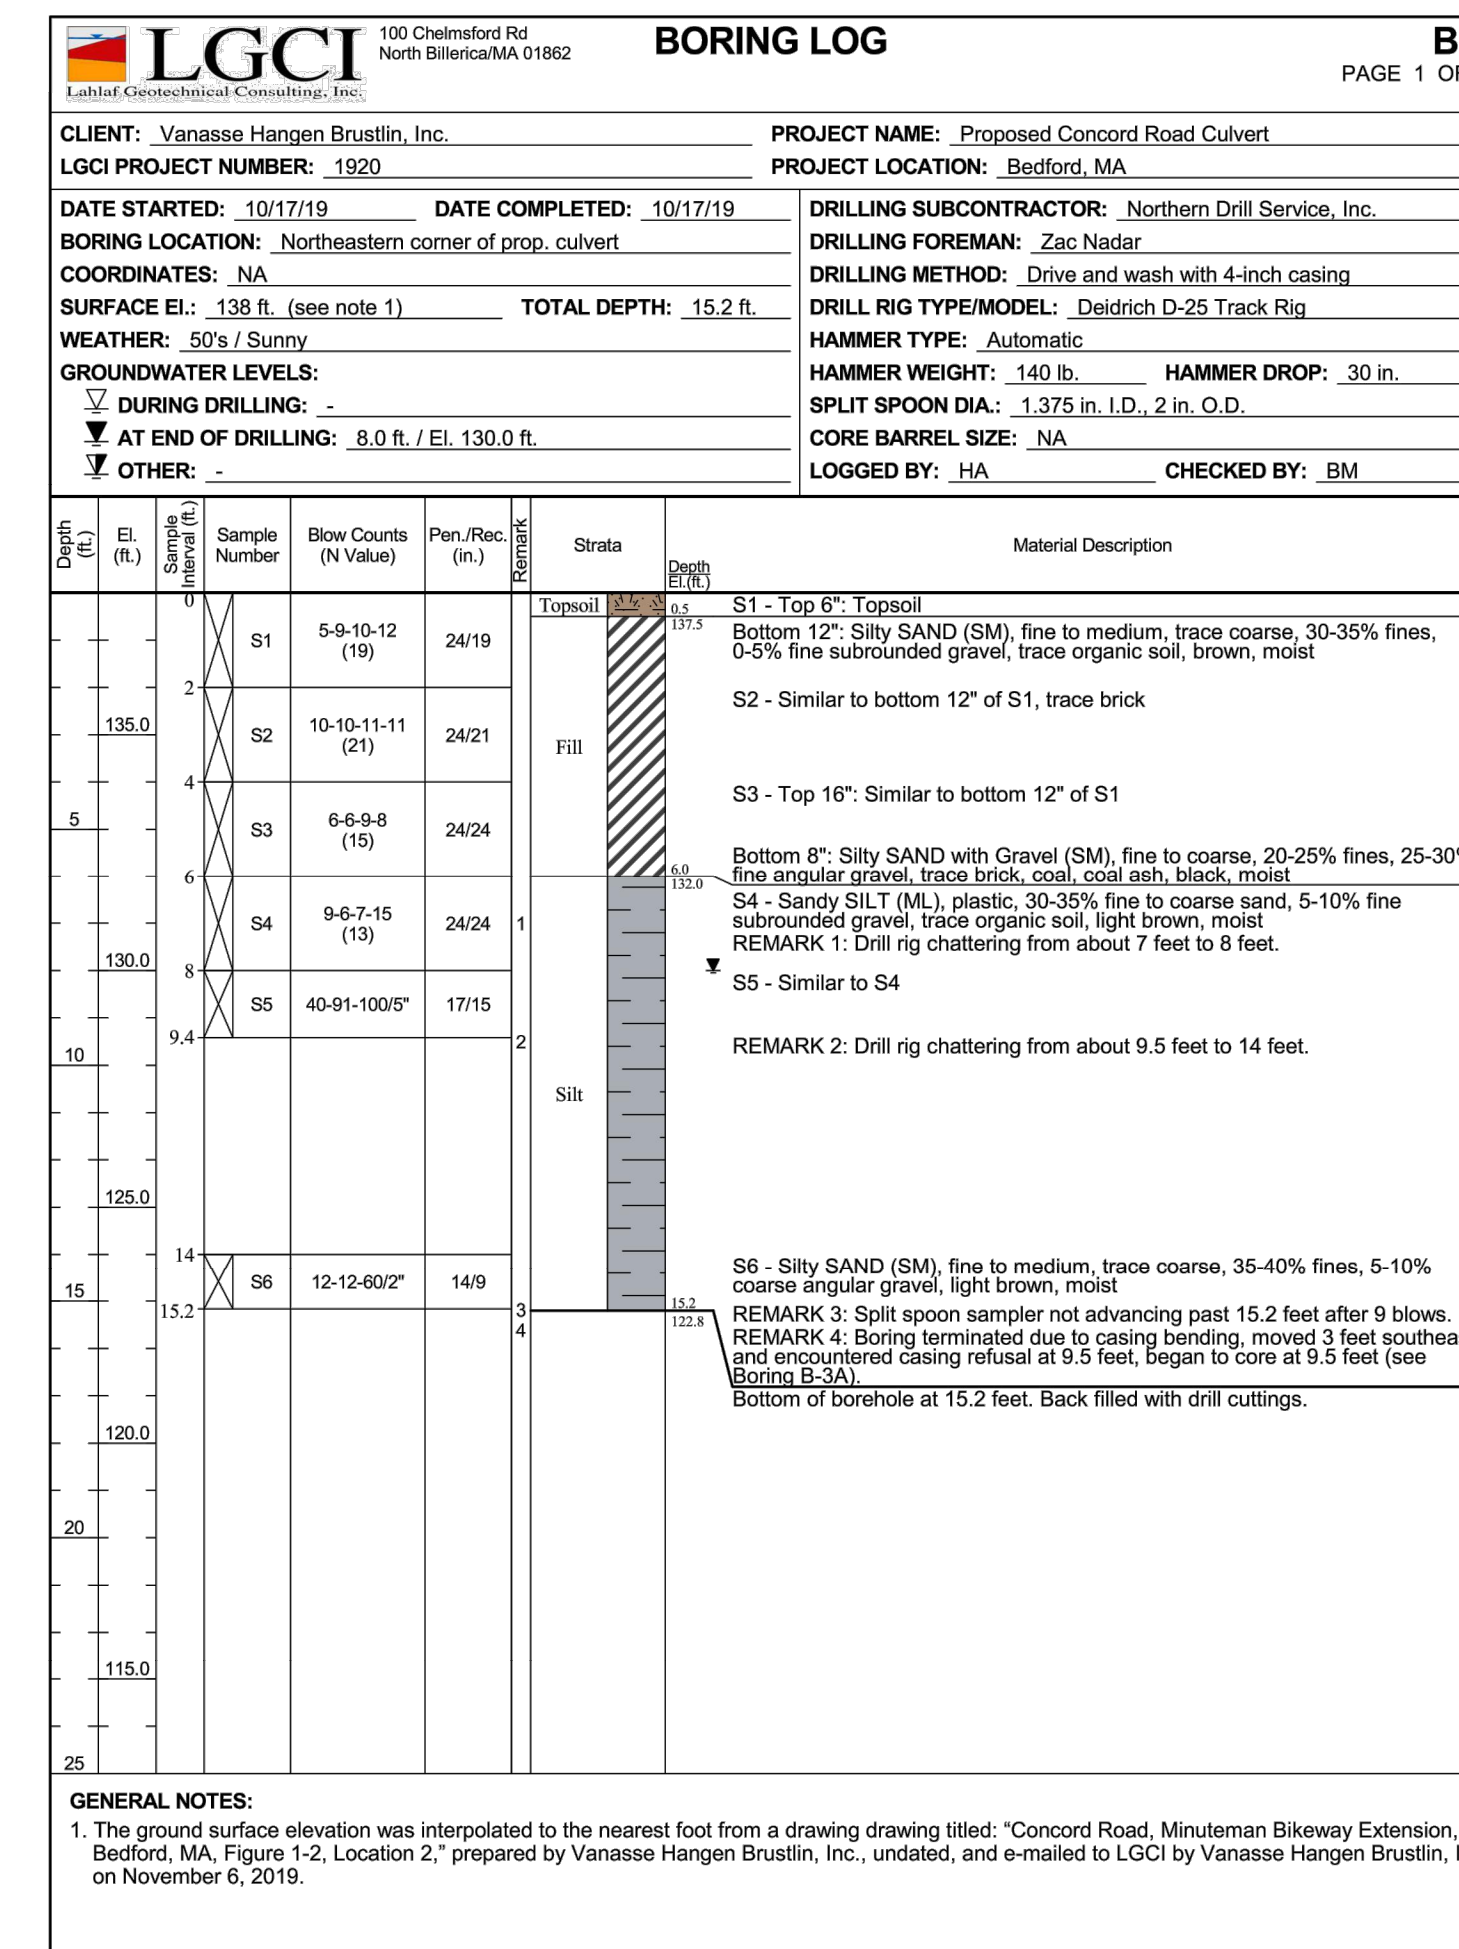 LGCI
Lahlaf Geotechnical Consulting, Inc.
100 Chelmsford Rd
North Billerica/MA 01862
BORING LOG
B
PAGE 1 OF
CLIENT: Vanasse Hangen Brustlin, Inc.
PROJECT NAME: Proposed Concord Road Culvert
LGCI PROJECT NUMBER: 1920
PROJECT LOCATION: Bedford, MA
DATE STARTED: 10/17/19 DATE COMPLETED: 10/17/19
BORING LOCATION: Northeastern corner of prop. culvert
COORDINATES: NA
SURFACE El.: 138 ft. (see note 1) TOTAL DEPTH: 15.2 ft.
WEATHER: 50's / Sunny
GROUNDWATER LEVELS:
DURING DRILLING: -
AT END OF DRILLING: 8.0 ft. / El. 130.0 ft.
OTHER: -
DRILLING SUBCONTRACTOR: Northern Drill Service, Inc.
DRILLING FOREMAN: Zac Nadar
DRILLING METHOD: Drive and wash with 4-inch casing
DRILL RIG TYPE/MODEL: Deidrich D-25 Track Rig
HAMMER TYPE: Automatic
HAMMER WEIGHT: 140 lb. HAMMER DROP: 30 in.
SPLIT SPOON DIA.: 1.375 in. I.D., 2 in. O.D.
CORE BARREL SIZE: NA
LOGGED BY: HA CHECKED BY: BM
Depth (ft.)
El. (ft.)
Sample Interval (ft.)
Sample Number
Blow Counts (N Value)
Pen./Rec. (in.)
Remark
Strata
Depth
El.(ft.)
Material Description
0
S1
5-9-10-12
(19)
24/19
Topsoil
0.5
137.5
S1 - Top 6": Topsoil
Bottom 12": Silty SAND (SM), fine to medium, trace coarse, 30-35% fines,
0-5% fine subrounded gravel, trace organic soil, brown, moist
2
135.0
S2
10-10-11-11
(21)
24/21
Fill
S2 - Similar to bottom 12" of S1, trace brick
4
5
S3
6-6-9-8
(15)
24/24
S3 - Top 16": Similar to bottom 12" of S1
Bottom 8": Silty SAND with Gravel (SM), fine to coarse, 20-25% fines, 25-30%
fine angular gravel, trace brick, coal, coal ash, black, moist
6
6.0
132.0
S4
9-6-7-15
(13)
24/24
1
S4 - Sandy SILT (ML), plastic, 30-35% fine to coarse sand, 5-10% fine
subrounded gravel, trace organic soil, light brown, moist
REMARK 1: Drill rig chattering from about 7 feet to 8 feet.
130.0
8
S5
40-91-100/5"
17/15
S5 - Similar to S4
9.4
2
REMARK 2: Drill rig chattering from about 9.5 feet to 14 feet.
10
Silt
125.0
14
15
S6
12-12-60/2"
14/9
S6 - Silty SAND (SM), fine to medium, trace coarse, 35-40% fines, 5-10%
coarse angular gravel, light brown, moist
15.2
3
4
15.2
122.8
REMARK 3: Split spoon sampler not advancing past 15.2 feet after 9 blows.
REMARK 4: Boring terminated due to casing bending, moved 3 feet southeas
and encountered casing refusal at 9.5 feet, began to core at 9.5 feet (see
Boring B-3A).
Bottom of borehole at 15.2 feet. Back filled with drill cuttings.
120.0
20
115.0
25
GENERAL NOTES:
1. The ground surface elevation was interpolated to the nearest foot from a drawing drawing titled: “Concord Road, Minuteman Bikeway Extension,
Bedford, MA, Figure 1-2, Location 2,” prepared by Vanasse Hangen Brustlin, Inc., undated, and e-mailed to LGCI by Vanasse Hangen Brustlin,
on November 6, 2019.